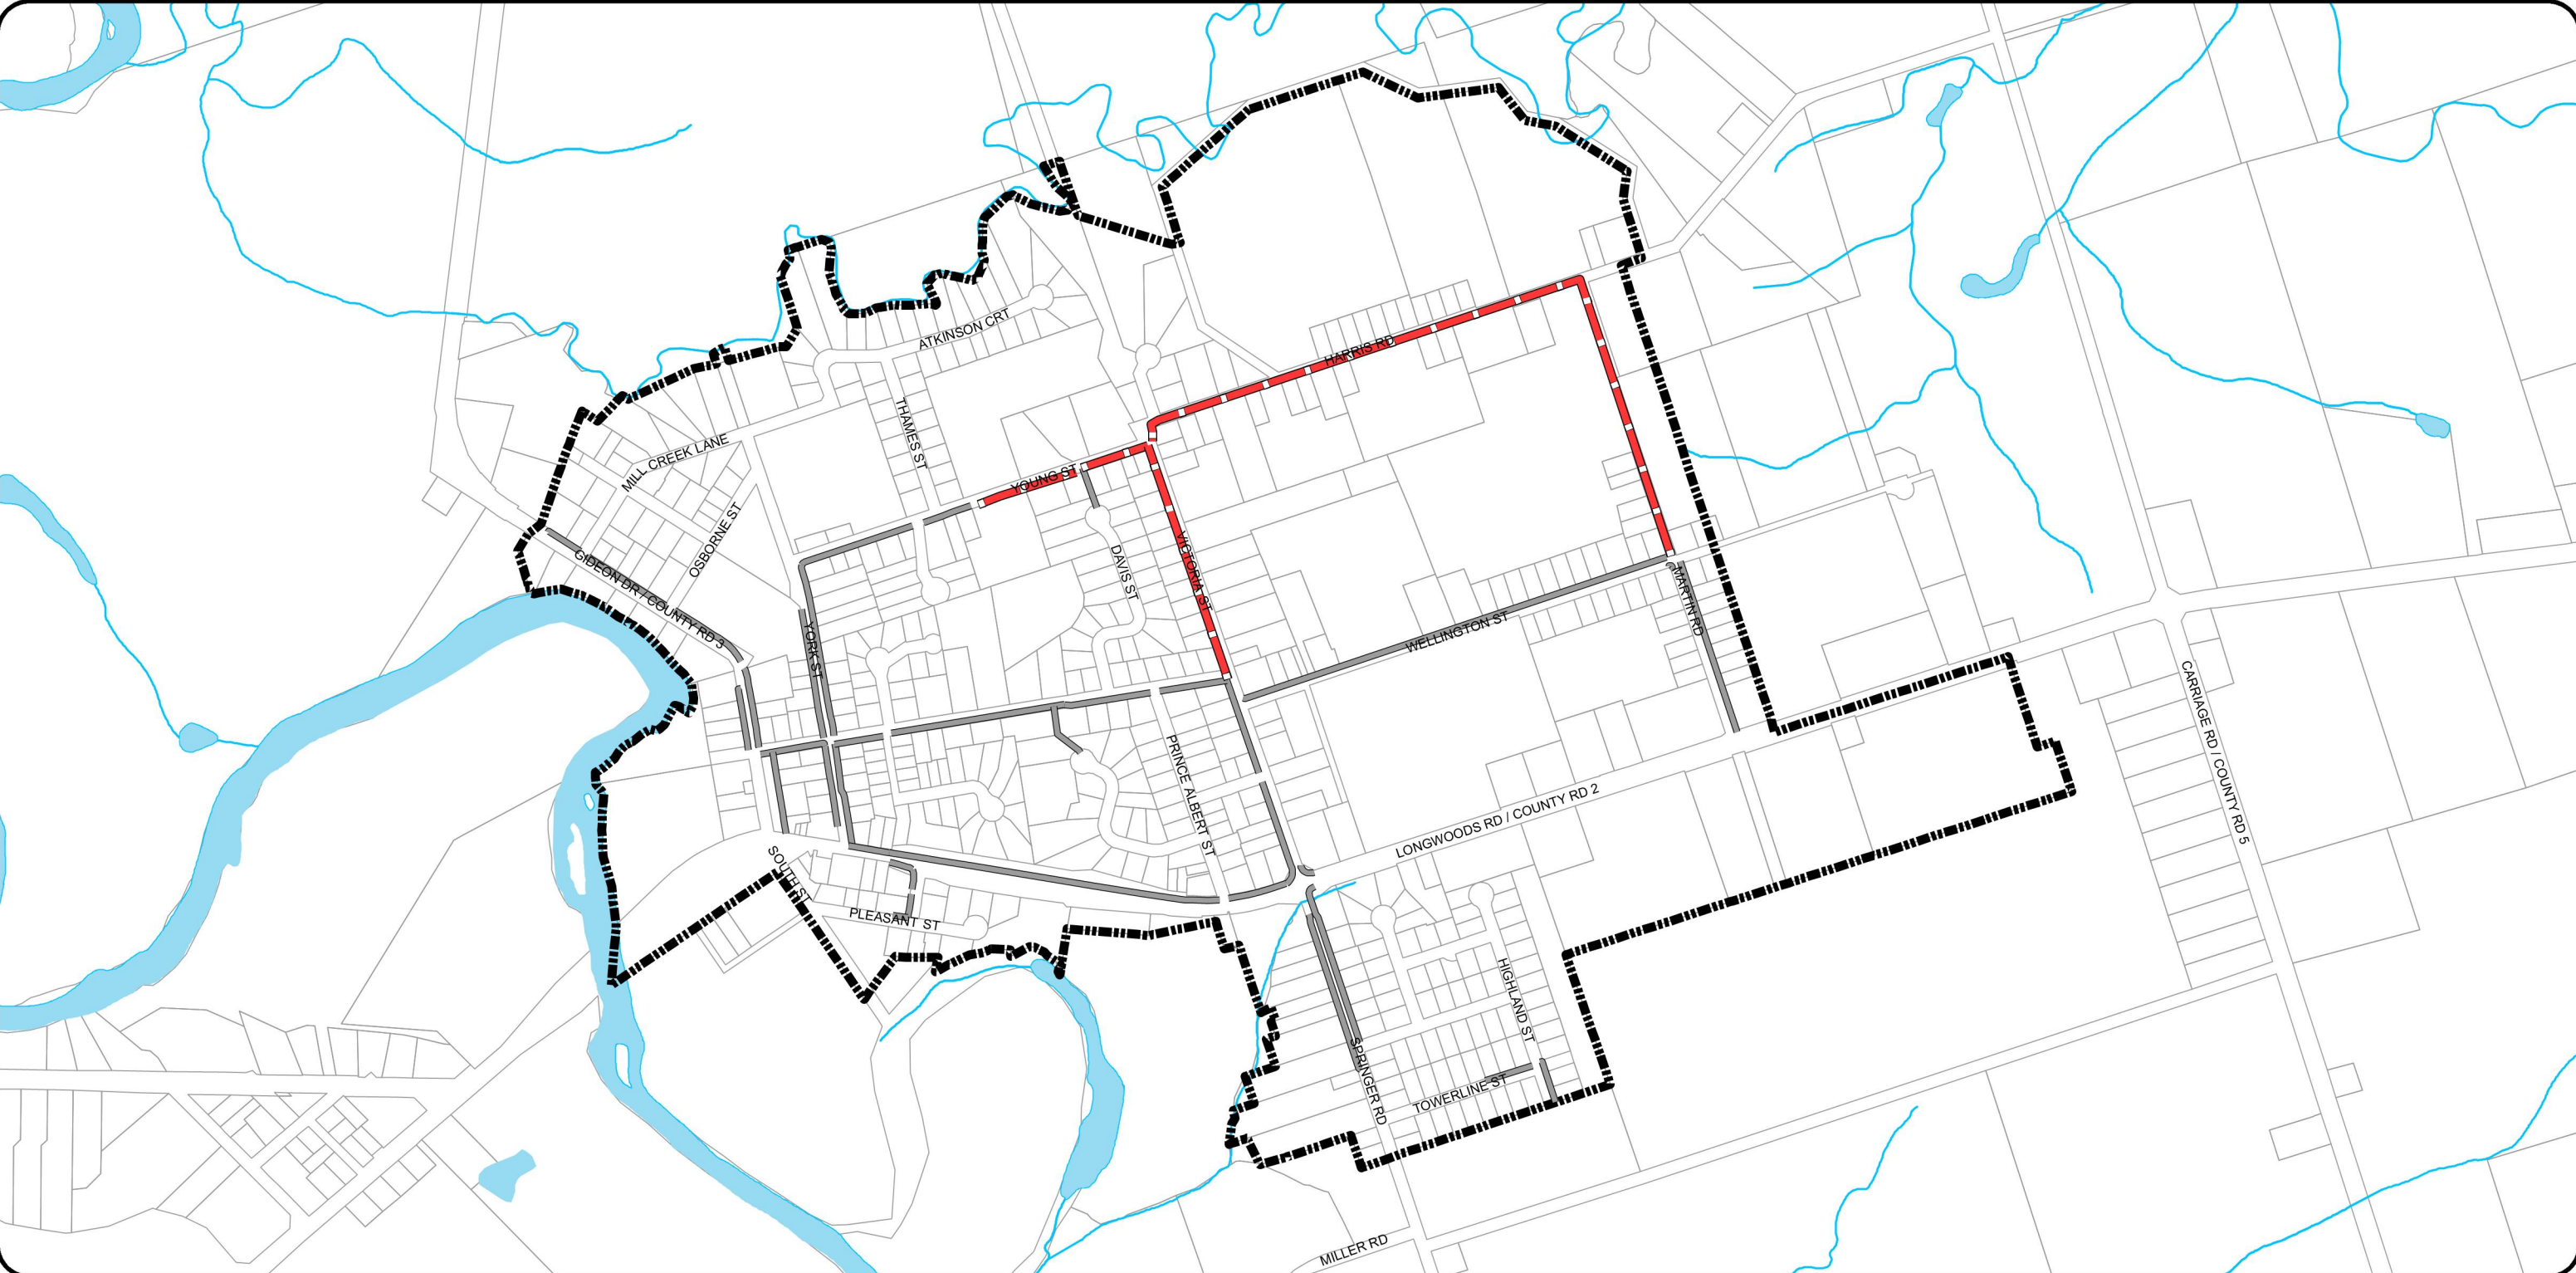 ATKINSON CRT
HARRIS RD
THAMES ST
MILL CREEK LANE
YOUNG ST
OSBORNE ST
GIDEON DR / COUNTY RD 3
DAVIS ST
VICTORIA ST
MARTIN RD
YORK ST
WELLINGTON ST
CARRIAGE RD / COUNTY RD 5
PRINCE ALBERT ST
LONGWOODS RD / COUNTY RD 2
SOUTH ST
PLEASANT ST
HIGHLAND ST
SPRINGER RD
TOWERLINE ST
MILLER RD